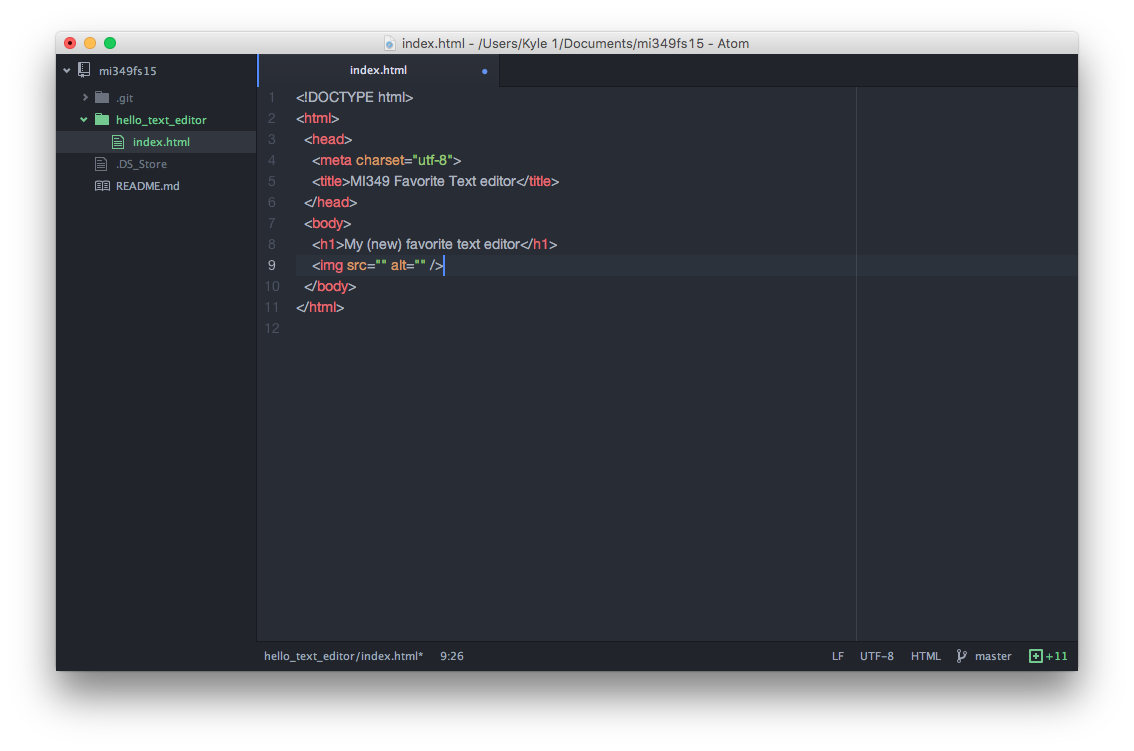 index.html - /Users/Kyle 1/Documents/mi349fs15 - Atom
mi349fs15
.git
hello_text_editor
index.html
.DS_Store
README.md
index.html
1 <!DOCTYPE html>
2 <html>
3 <head>
4 <meta charset="utf-8">
5 <title>MI349 Favorite Text editor</title>
6 </head>
7 <body>
8 <h1>My (new) favorite text editor</h1>
9 <img src="" alt="" />
10 </body>
11 </html>
12
hello_text_editor/index.html* 9:26 LF UTF-8 HTML master +11